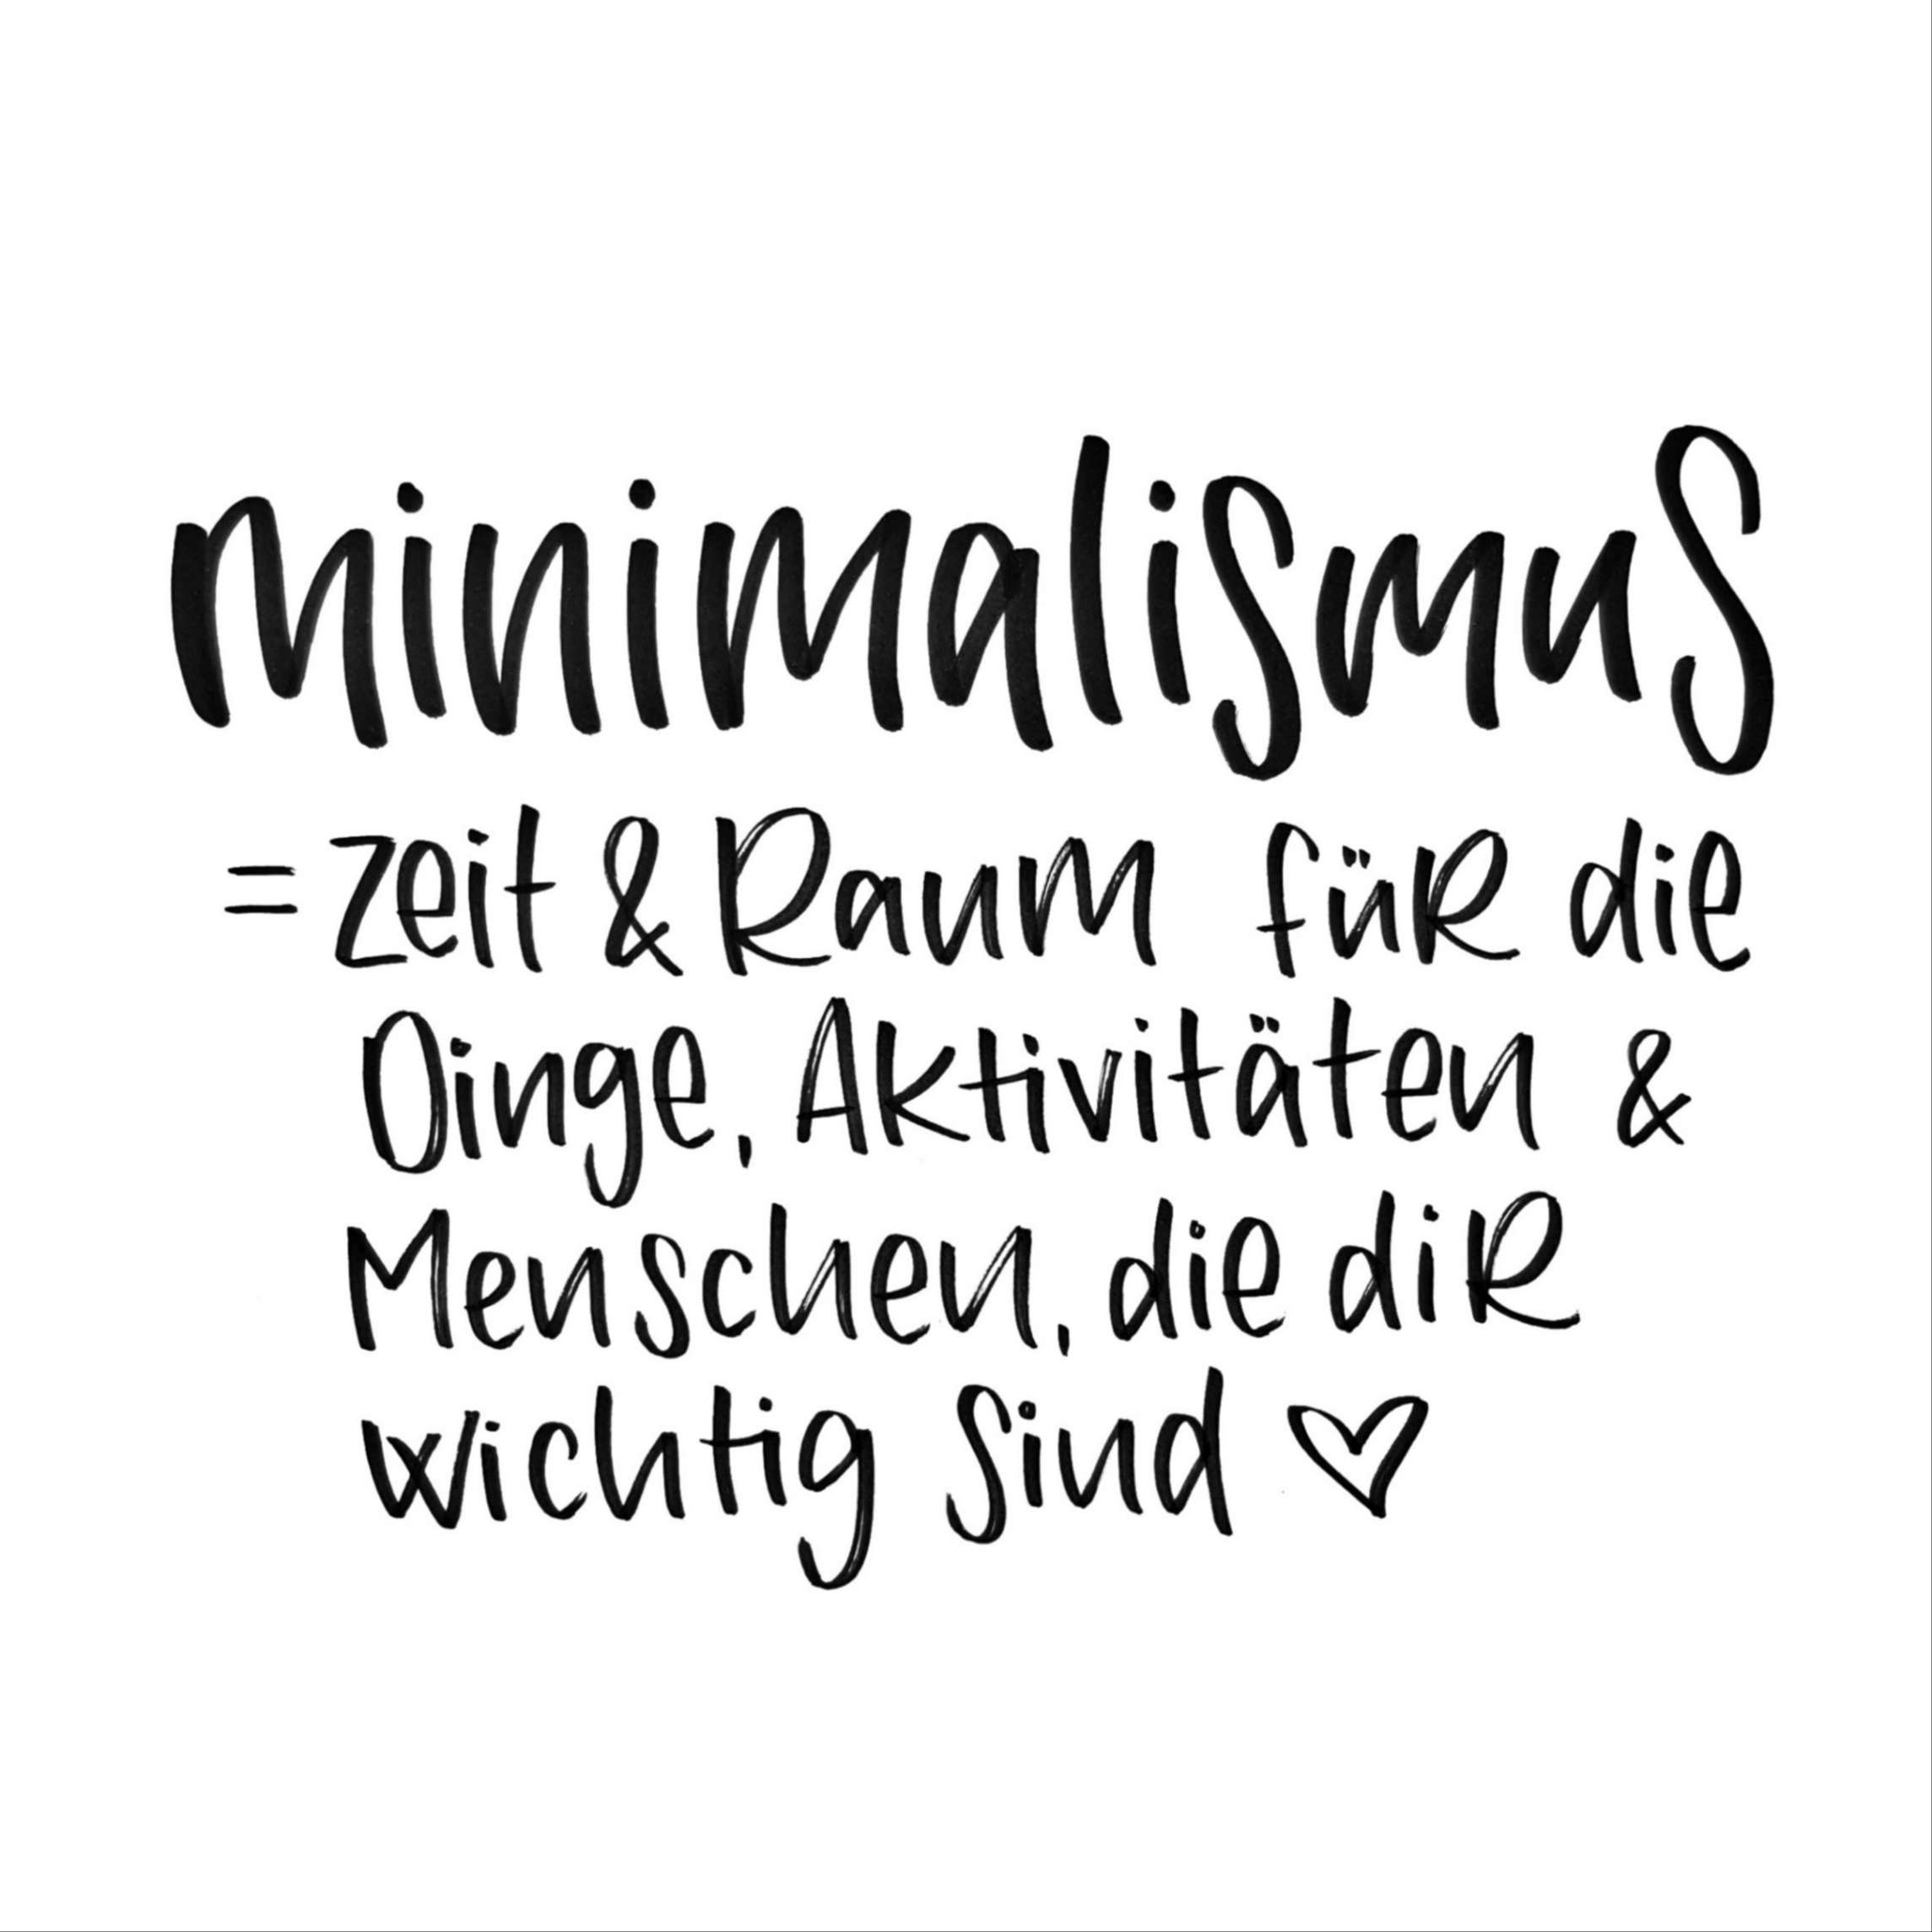 minimalismus
= Zeit & Raum für die
Dinge, Aktivitäten &
Menschen, die dir
wichtig sind ♡